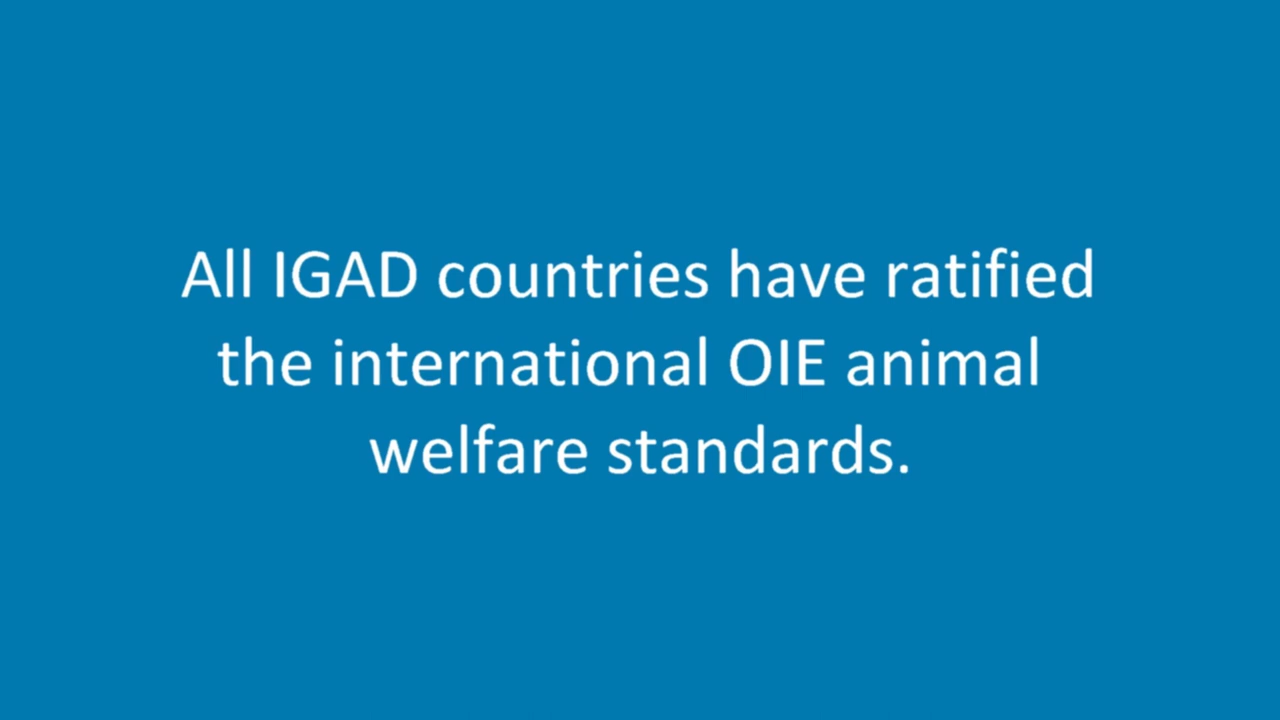 All IGAD countries have ratified
the international OIE animal
welfare standards.